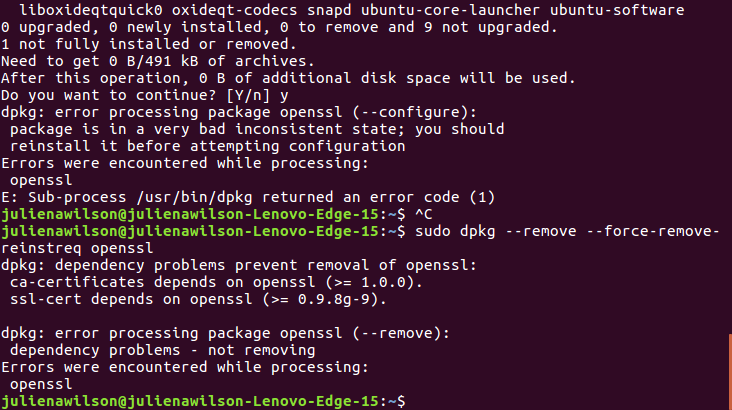 liboxideqtquick0 oxideqt-codecs snapd ubuntu-core-launcher ubuntu-software
0 upgraded, 0 newly installed, 0 to remove and 9 not upgraded.
1 not fully installed or removed.
Need to get 0 B/491 kB of archives.
After this operation, 0 B of additional disk space will be used.
Do you want to continue? [Y/n] y
dpkg: error processing package openssl (--configure):
 package is in a very bad inconsistent state; you should
 reinstall it before attempting configuration
Errors were encountered while processing:
 openssl
E: Sub-process /usr/bin/dpkg returned an error code (1)
julienawilson@julienawilson-Lenovo-Edge-15:~$ ^C
julienawilson@julienawilson-Lenovo-Edge-15:~$ sudo dpkg --remove --force-remove-
reinstreq openssl
dpkg: dependency problems prevent removal of openssl:
 ca-certificates depends on openssl (>= 1.0.0).
 ssl-cert depends on openssl (>= 0.9.8g-9).

dpkg: error processing package openssl (--remove):
 dependency problems - not removing
Errors were encountered while processing:
 openssl
julienawilson@julienawilson-Lenovo-Edge-15:~$